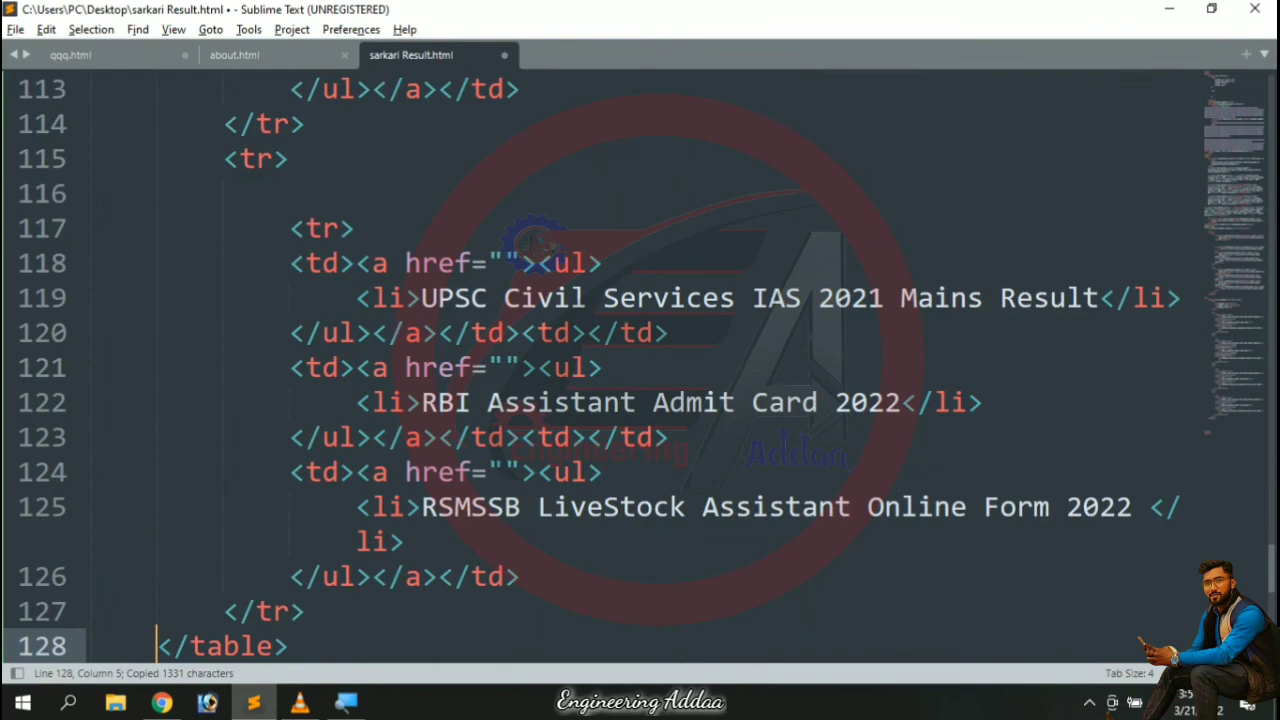 C:\Users\PC\Desktop\sarkari Result.html • - Sublime Text (UNREGISTERED)
File Edit Selection Find View Goto Tools Project Preferences Help
qqq.html about.html sarkari Result.html
113 </ul></a></td>
114 </tr>
115 <tr>
116
117 <tr>
118 <td><a href=""><ul>
119 <li>UPSC Civil Services IAS 2021 Mains Result</li>
120 </ul></a></td><td></td>
121 <td><a href=""><ul>
122 <li>RBI Assistant Admit Card 2022</li>
123 </ul></a></td><td></td>
124 <td><a href=""><ul>
125 <li>RSMSSB LiveStock Assistant Online Form 2022 </
li>
126 </ul></a></td>
127 </tr>
128 </table>
Engineering Addaa
Line 128, Column 5; Copied 1331 characters
Tab Size: 4
Engineering Addaa